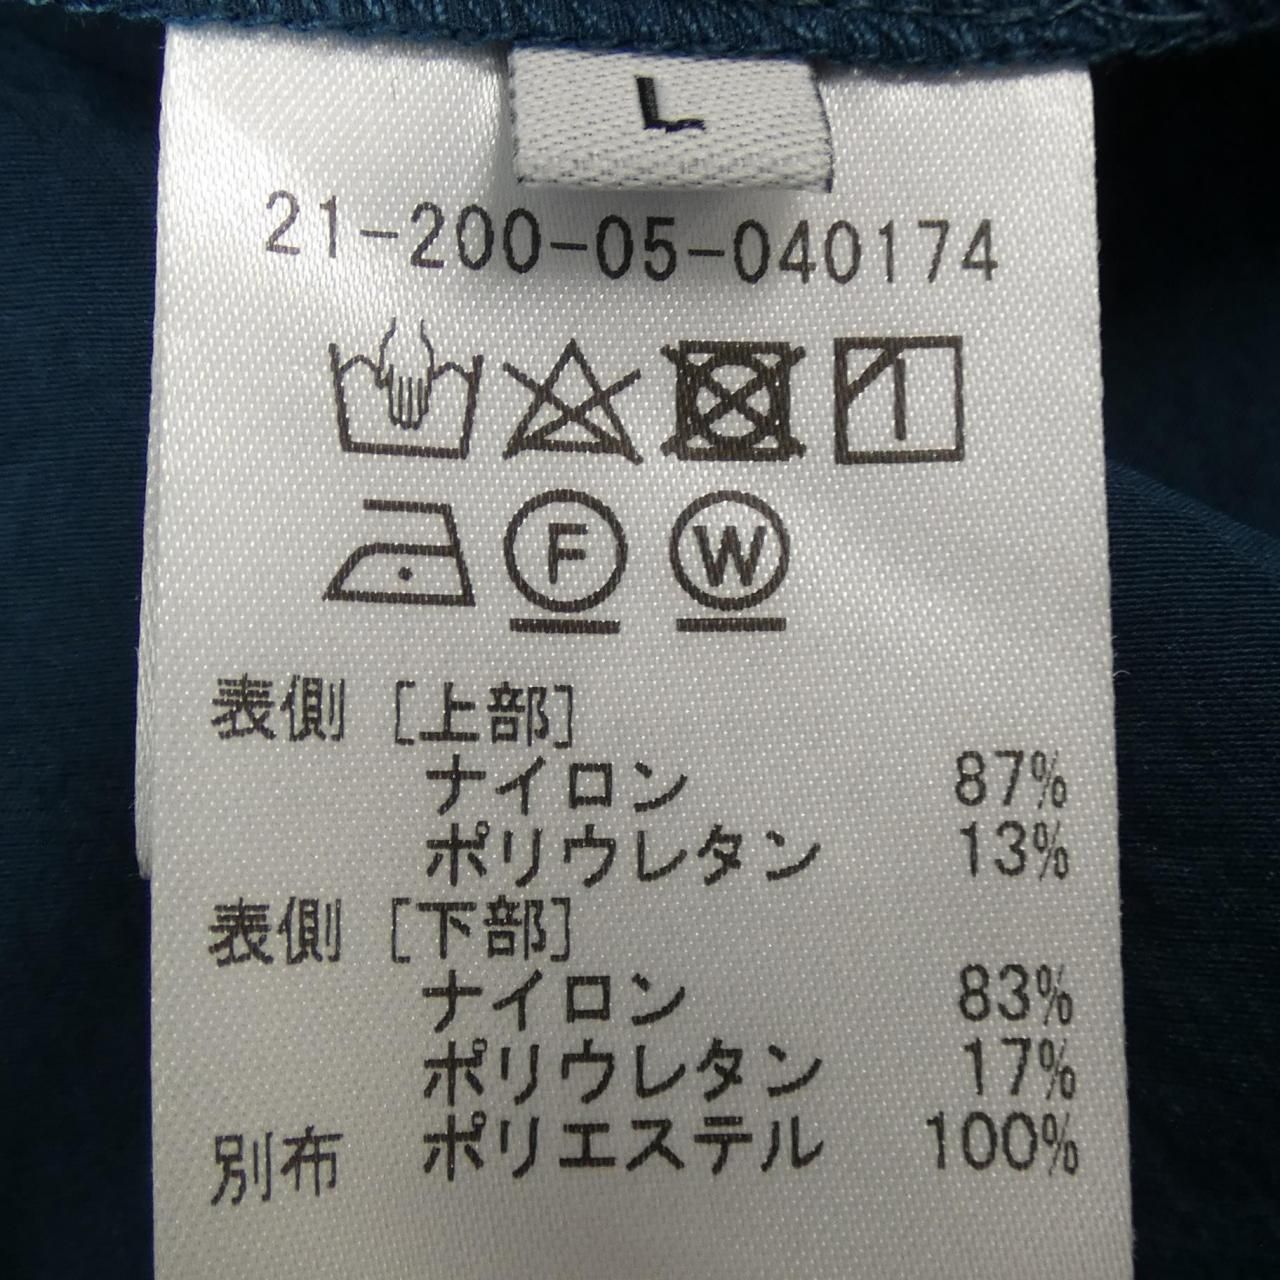 L
21-200-05-040174
F W
表側 [上部]
ナイロン 87%
ポリウレタン 13%
表側 [下部]
ナイロン 83%
ポリウレタン 17%
別布 ポリエステル 100%